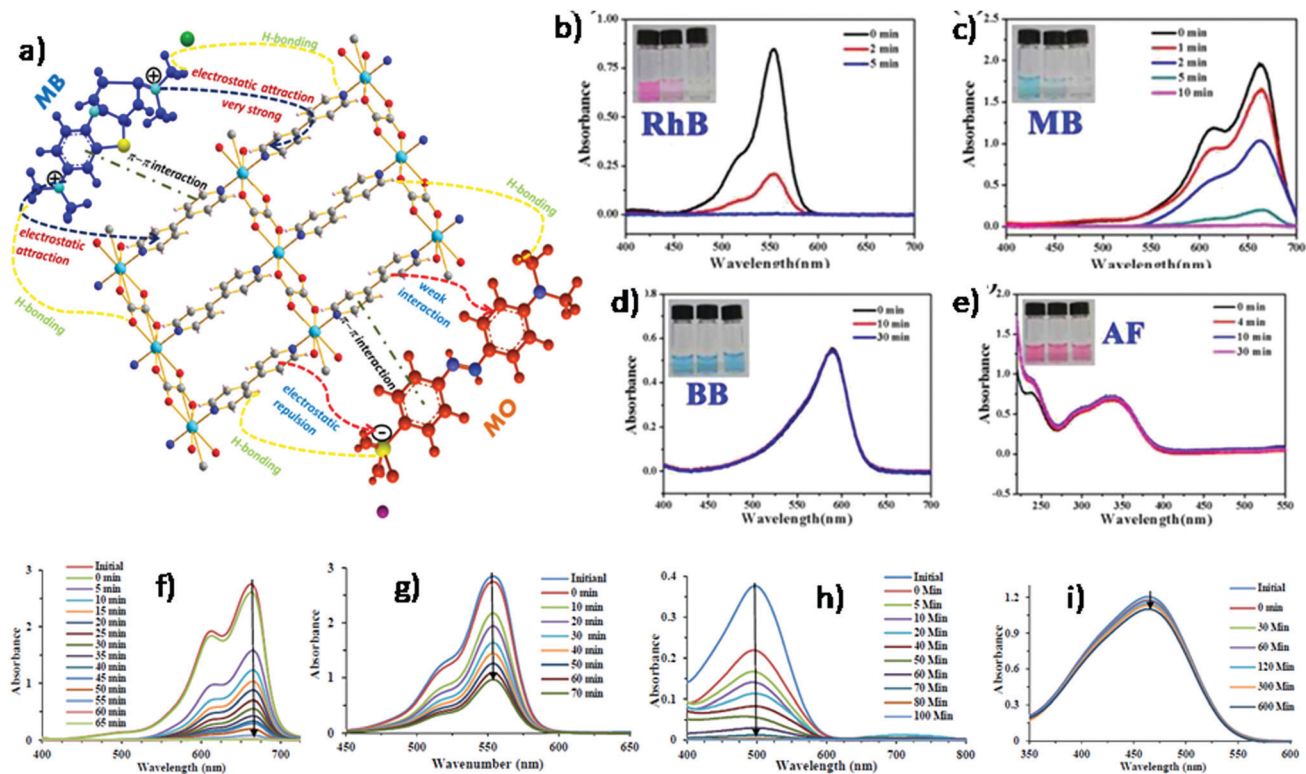 a)
MB
H-bonding
electrostatic attraction
very strong
π–π interaction
electrostatic
attraction
H-bonding
H-bonding
weak
interaction
π–π interaction
electrostatic
repulsion
H-bonding
MO
b)
1.00
0.75
0.50
0.25
0.00
Absorbance
0 min
2 min
5 min
RhB
400 450 500 550 600 650 700
Wavelength(nm)
c)
2.5
2.0
1.5
1.0
0.5
0.0
Absorbance
0 min
1 min
2 min
5 min
10 min
MB
400 450 500 550 600 650 700
Wavelength(nm)
d)
0.6
0.4
0.2
0.0
Absorbance
0 min
10 min
30 min
BB
400 450 500 550 600 650 700
Wavelength(nm)
e)
2.0
1.5
1.0
0.5
0.0
-0.5
Absorbance
0 min
4 min
10 min
30 min
AF
250 300 350 400 450 500 550
Wavelength(nm)
f)
Initial
0 min
5 min
10 min
15 min
20 min
25 min
30 min
35 min
40 min
45 min
50 min
55 min
60 min
65 min
3
2
1
0
Absorbance
400 500 600 700
Wavelength (nm)
g)
Initianl
0 min
10 min
20 min
30 min
40 min
50 min
60 min
70 min
3
2
1
0
Absorbance
450 500 550 600 650
Wavenumber (nm)
h)
Initial
0 Min
5 Min
10 Min
20 Min
40 Min
50 Min
60 Min
70 Min
80 Min
100 Min
0.4
0.3
0.2
0.1
0
Absorbance
400 500 600 700 800
Wavelength (nm)
i)
Initial
0 min
30 Min
60 Min
120 Min
300 Min
600 Min
1.2
0.9
0.6
0.3
0
Absorbance
350 400 450 500 550 600
Wavelength (nm)